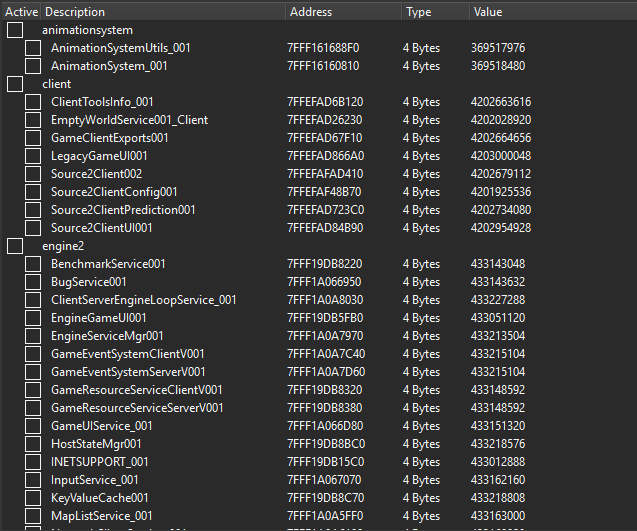 Active Description Address Type Value
animationsystem
AnimationSystemUtils_001 7FFF161688F0 4 Bytes 369517976
AnimationSystem_001 7FFF16160810 4 Bytes 369518480
client
ClientToolsInfo_001 7FFEFAD6B120 4 Bytes 4202663616
EmptyWorldService001_Client 7FFEFAD26230 4 Bytes 4202028920
GameClientExports001 7FFEFAD67F10 4 Bytes 4202664656
LegacyGameUI001 7FFEFAD866A0 4 Bytes 4203000048
Source2Client002 7FFEFAFAD410 4 Bytes 4202679112
Source2ClientConfig001 7FFEFAF48B70 4 Bytes 4201925536
Source2ClientPrediction001 7FFEFAD723C0 4 Bytes 4202734080
Source2ClientUI001 7FFEFAD84B90 4 Bytes 4202954928
engine2
BenchmarkService001 7FFF19DB8220 4 Bytes 433143048
BugService001 7FFF1A066950 4 Bytes 433143632
ClientServerEngineLoopService_001 7FFF1A0A8030 4 Bytes 433227288
EngineGameUI001 7FFF19DB5FB0 4 Bytes 433051120
EngineServiceMgr001 7FFF1A0A7970 4 Bytes 433213504
GameEventSystemClientV001 7FFF1A0A7C40 4 Bytes 433215104
GameEventSystemServerV001 7FFF1A0A7D60 4 Bytes 433215104
GameResourceServiceClientV001 7FFF19DB8320 4 Bytes 433148592
GameResourceServiceServerV001 7FFF19DB8380 4 Bytes 433148592
GameUIService_001 7FFF1A066D80 4 Bytes 433151320
HostStateMgr001 7FFF19DB8BC0 4 Bytes 433218576
INETSUPPORT_001 7FFF19DB15C0 4 Bytes 433012888
InputService_001 7FFF1A067070 4 Bytes 433162160
KeyValueCache001 7FFF19DB8C70 4 Bytes 433218808
MapListService_001 7FFF1A0A5FF0 4 Bytes 433163000